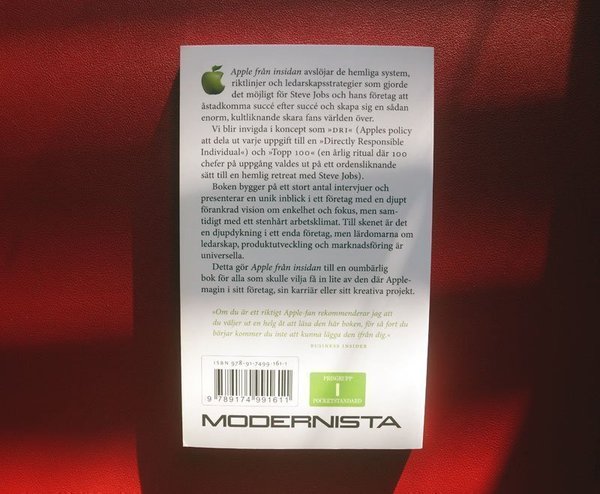 Apple från insidan avslöjar de hemliga system,
riktlinjer och ledarskapsstrategier som gjorde
det möjligt för Steve Jobs och hans företag att
åstadkomma succé efter succé och skapa sig en sådan
enorm, kultliknande skara fans världen över.
Vi blir invigda i koncept som »DRI« (Apples policy
att dela ut varje uppgift till en »Directly Responsible
Individual«) och »Topp 100« (en årlig ritual där 100
chefer på uppgång valdes ut på ett ordensliknande
sätt till en hemlig retreat med Steve Jobs).
Boken bygger på ett stort antal intervjuer och
presenterar en unik inblick i ett företag med en djupt
förankrad vision om enkelhet och fokus, men sam-
tidigt med ett stenhårt arbetsklimat. Till skenet är det
en djupdykning i ett enda företag, men lärdomarna om
ledarskap, produktutveckling och marknadsföring är
universella.
Detta gör Apple från insidan till en oumbärlig
bok för alla som skulle vilja få in lite av den där Apple-
magin i sitt företag, sin karriär eller sitt kreativa projekt.
»Om du är ett riktigt Apple-fan rekommenderar jag att
du väljer ut en helg åt att läsa den här boken, för så fort du
börjar kommer du inte att kunna lägga den ifrån dig.«
BUSINESS INSIDER
ISBN 978-91-7499-161-1
9 789174 991611
PRISGRUPP
1
POCKETSTANDARD
MODERNISTA